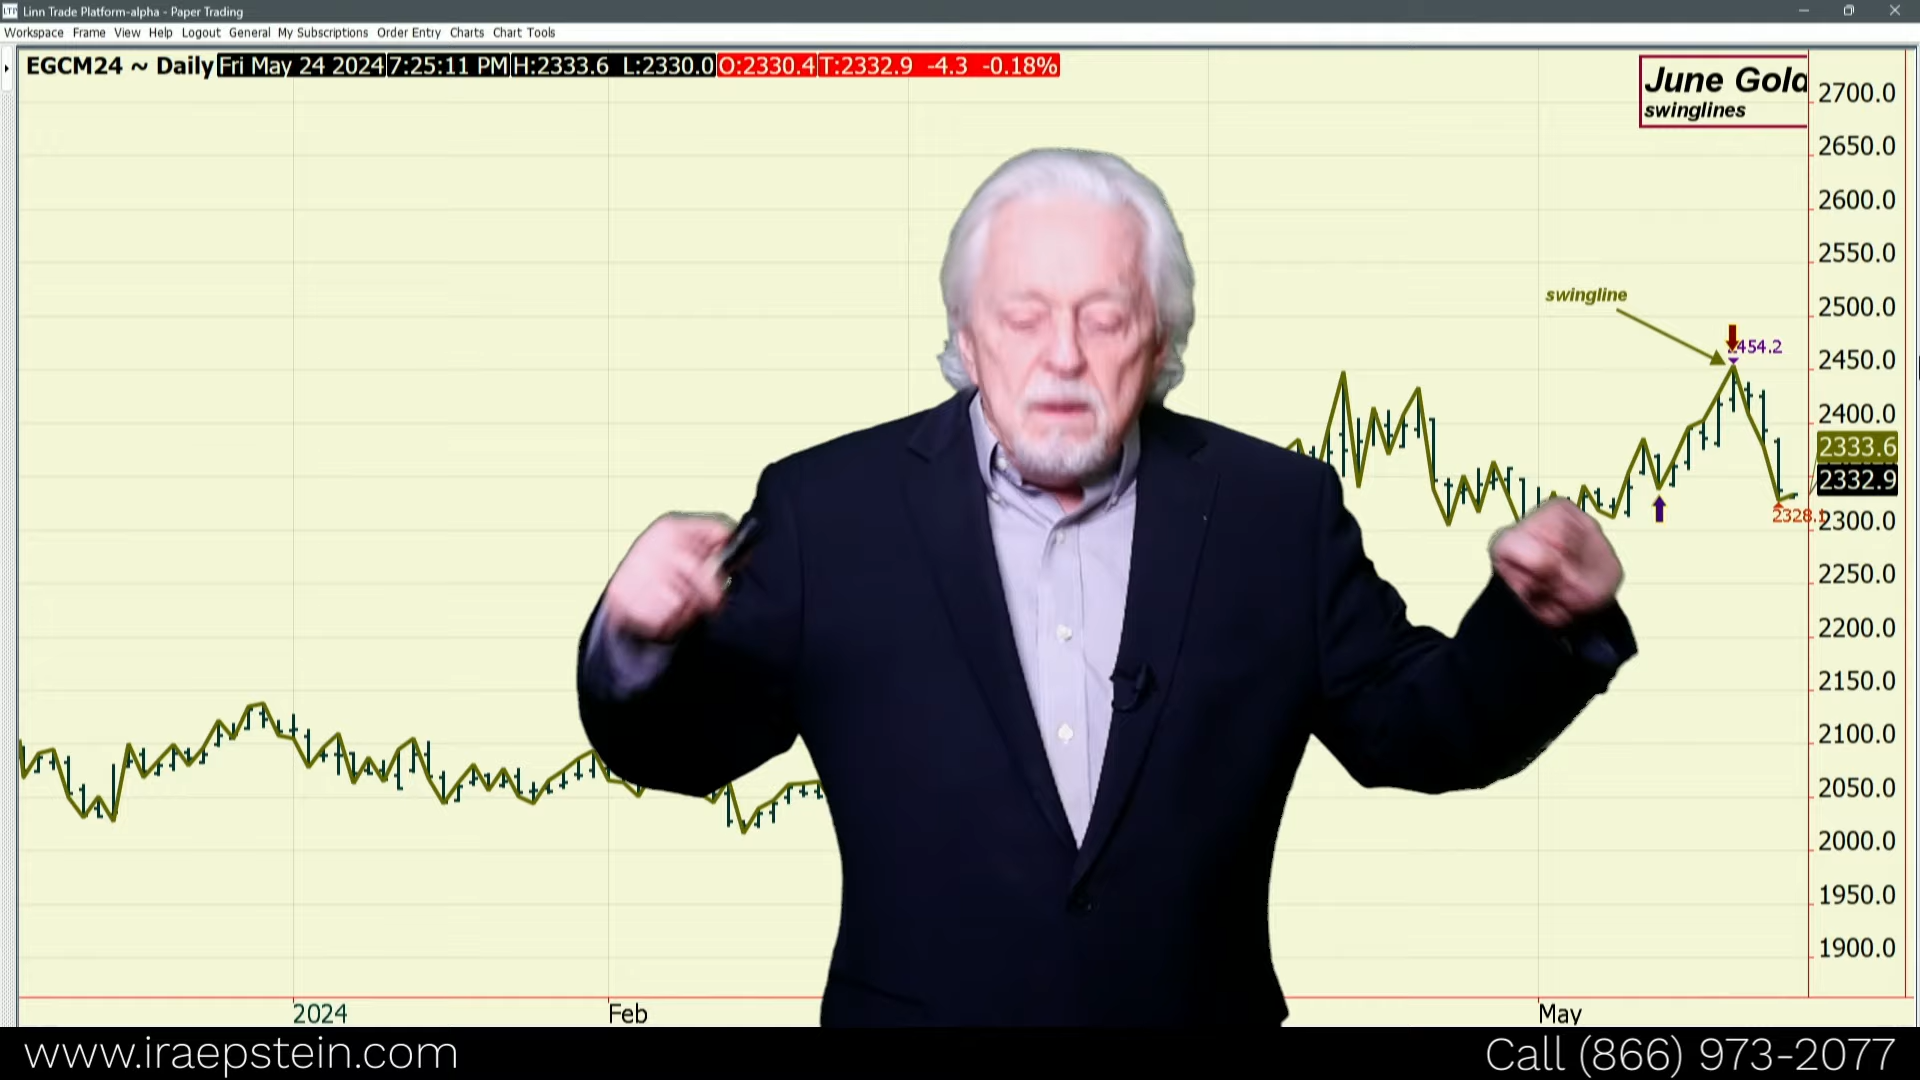 Linn Trade Platform-alpha - Paper Trading
Workspace Frame View Help Logout General My Subscriptions Order Entry Charts Chart Tools
EGCM24 ~ Daily Fri May 24 2024 7:25:11 PM H:2333.6 L:2330.0 O:2330.4 T:2332.9 -4.3 -0.18%
June Gold
swinglines
2700.0
2650.0
2600.0
2550.0
swingline
2500.0
2454.2
2450.0
2400.0
2333.6
2332.9
2328.1
2300.0
2250.0
2200.0
2150.0
2100.0
2050.0
2000.0
1950.0
1900.0
2024 Feb May
www.iraepstein.com
Call (866) 973-2077